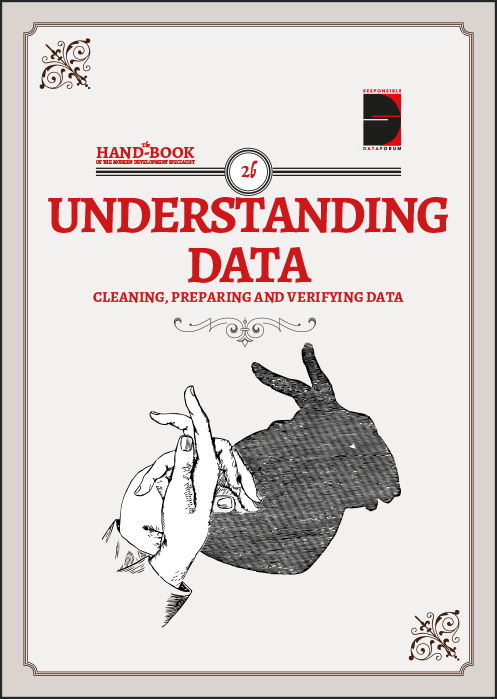 RESPONSIBLE
DATAFORUM
The
HAND-BOOK
OF THE MODERN DEVELOPMENT SPECIALIST
2b
UNDERSTANDING
DATA
CLEANING, PREPARING AND VERIFYING DATA